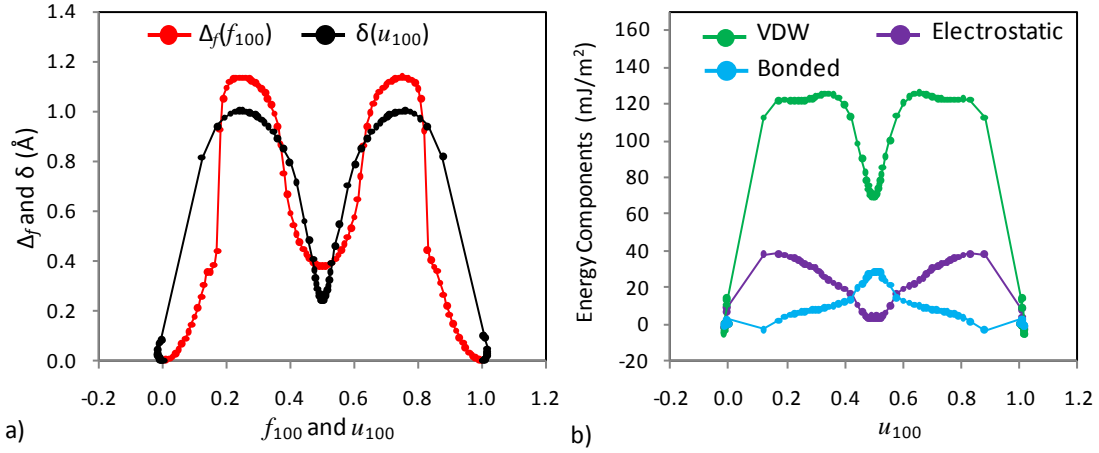 1.4
Δf(f100) δ(u100)
1.2
1.0
0.8
0.6
0.4
0.2
0.0
Δf and δ (Å)
-0.2 0.0 0.2 0.4 0.6 0.8 1.0 1.2
f100 and u100
a)
160
VDW Electrostatic
140
Bonded
120
100
80
60
40
20
0
-20
Energy Components (mJ/m²)
-0.2 0.0 0.2 0.4 0.6 0.8 1.0 1.2
u100
b)